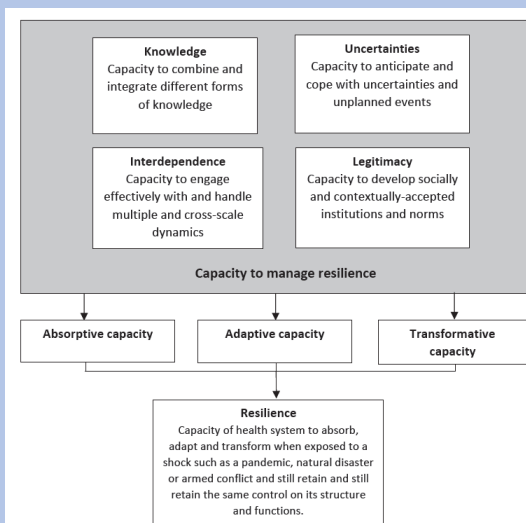 Knowledge
Capacity to combine and
integrate different forms
of knowledge
Uncertainties
Capacity to anticipate and
cope with uncertainties and
unplanned events
Interdependence
Capacity to engage
effectively with and handle
multiple and cross-scale
dynamics
Legitimacy
Capacity to develop socially
and contextually-accepted
institutions and norms
Capacity to manage resilience
Absorptive capacity
Adaptive capacity
Transformative
capacity
Resilience
Capacity of health system to absorb,
adapt and transform when exposed to a
shock such as a pandemic, natural disaster
or armed conflict and still retain and still
retain the same control on its structure
and functions.